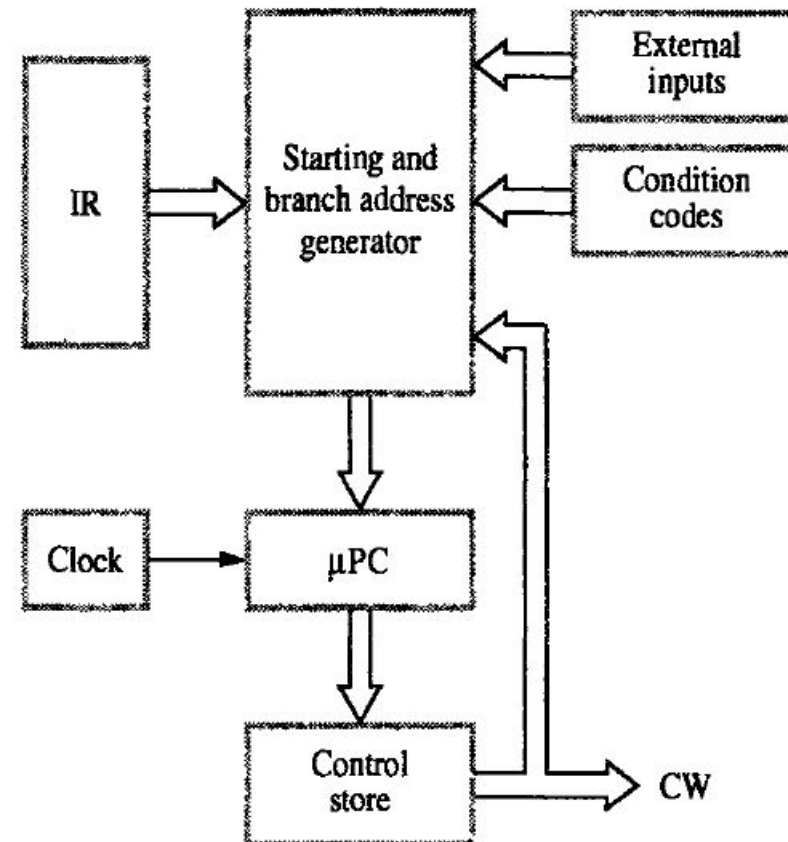 External
inputs
IR
Starting and
branch address
generator
Condition
codes
Clock
µPC
Control
store
CW